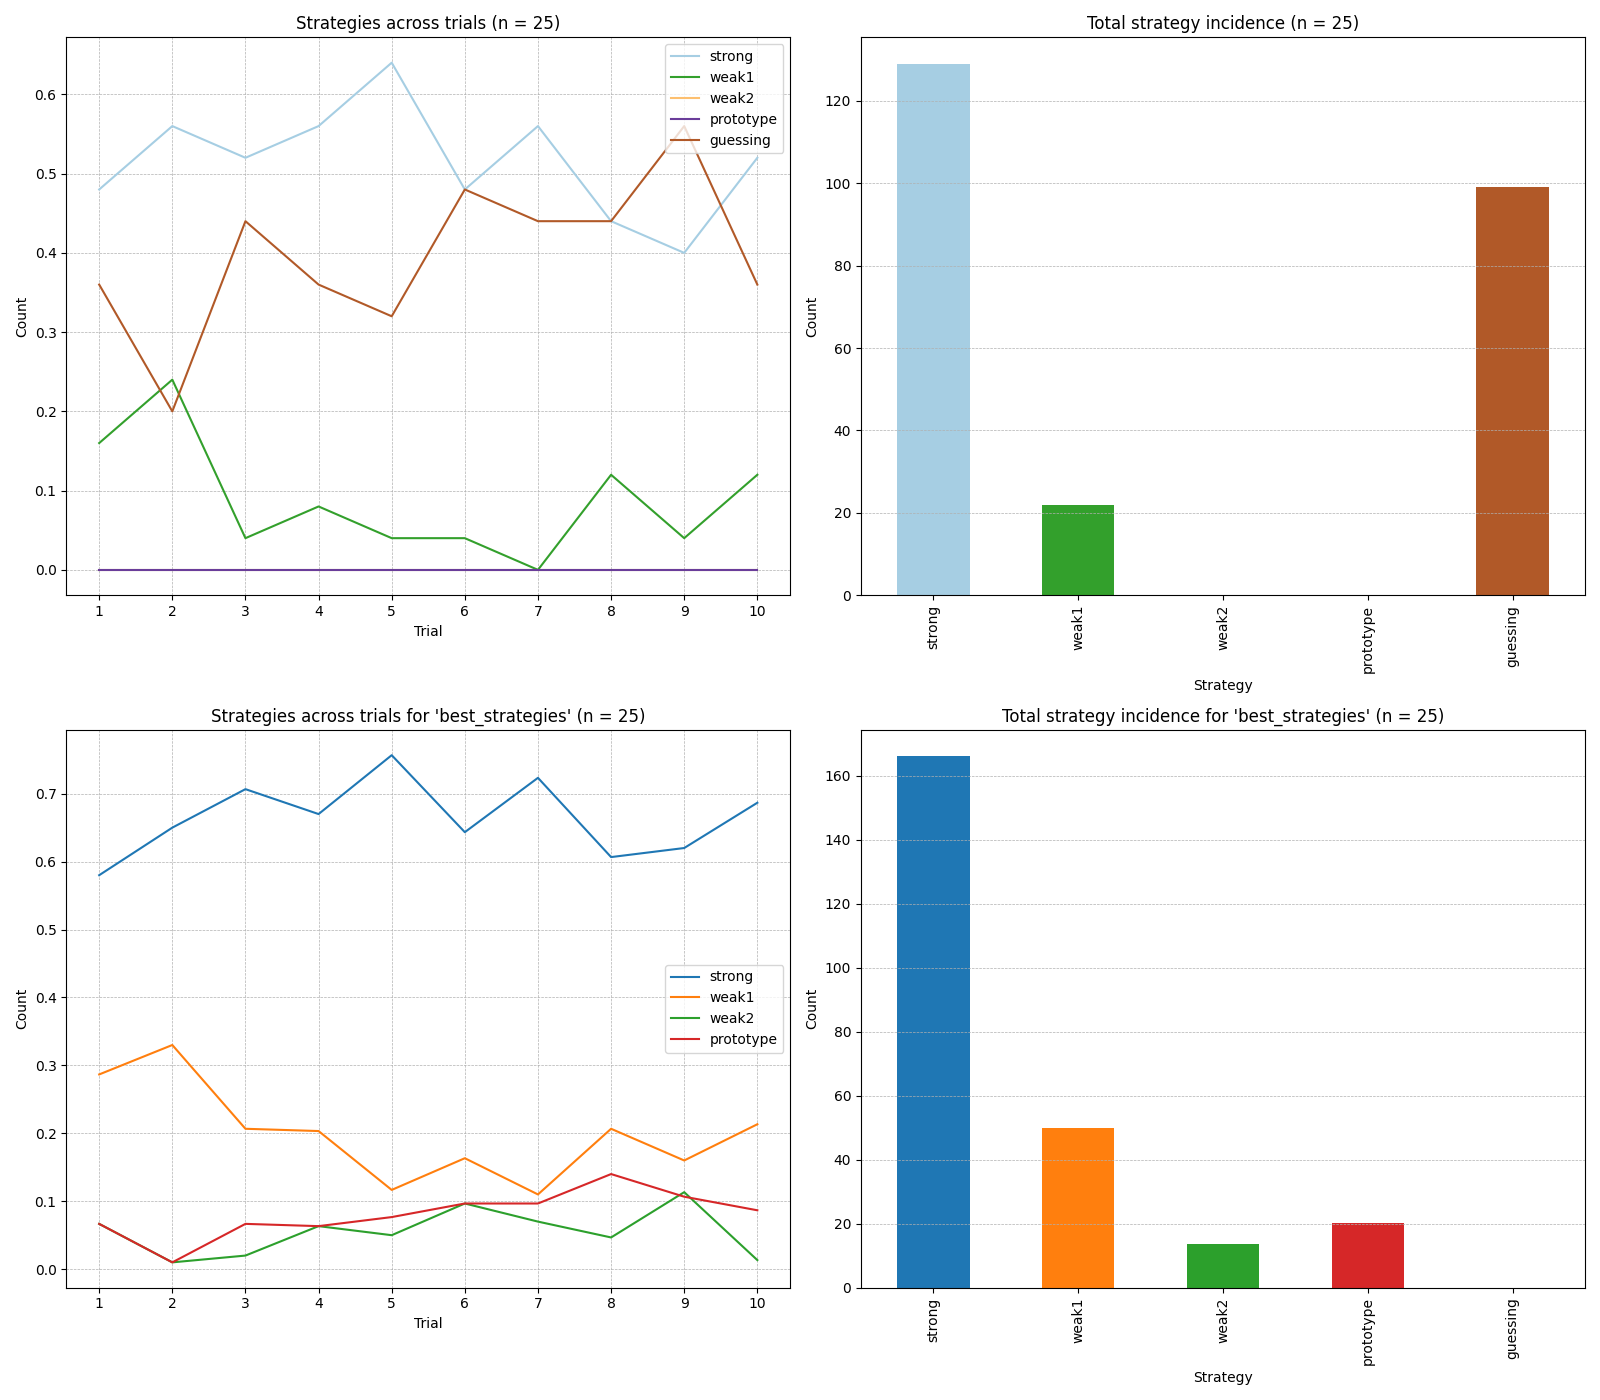 Strategies across trials (n = 25)
Count
0.6
0.5
0.4
0.3
0.2
0.1
0.0
strong
weak1
weak2
prototype
guessing
1 2 3 4 5 6 7 8 9 10
Trial
Total strategy incidence (n = 25)
Count
120
100
80
60
40
20
0
strong
weak1
weak2
prototype
guessing
Strategy
Strategies across trials for 'best_strategies' (n = 25)
Count
0.7
0.6
0.5
0.4
0.3
0.2
0.1
0.0
strong
weak1
weak2
prototype
1 2 3 4 5 6 7 8 9 10
Trial
Total strategy incidence for 'best_strategies' (n = 25)
Count
160
140
120
100
80
60
40
20
0
strong
weak1
weak2
prototype
guessing
Strategy